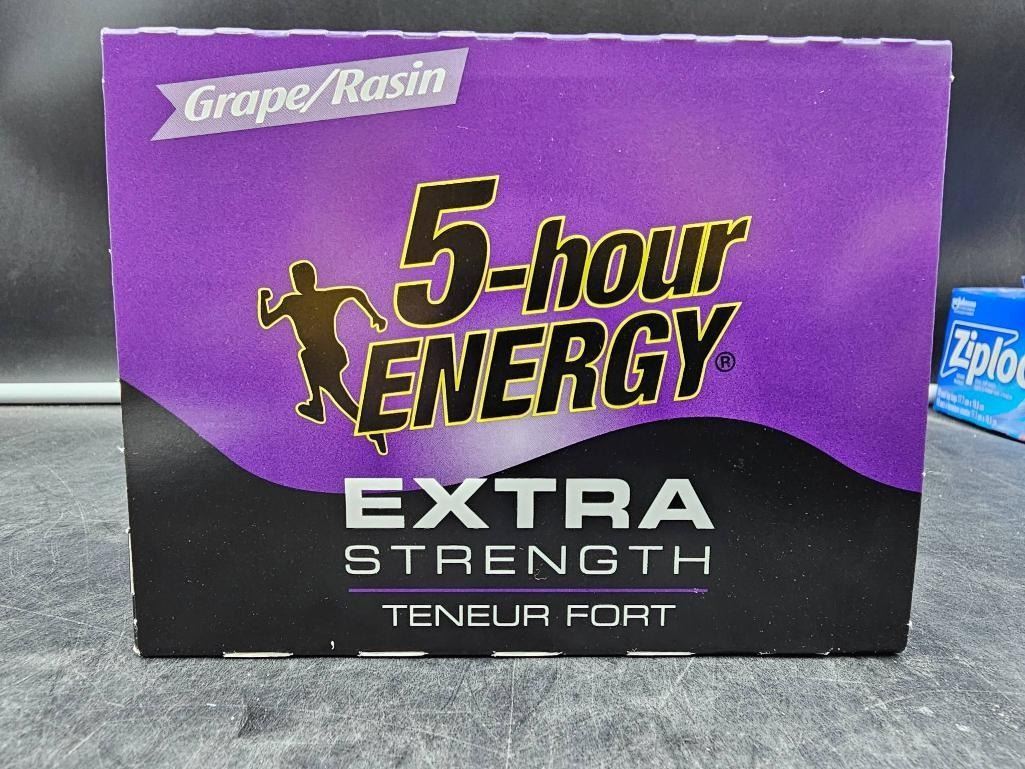 Grape/Rasin
5-hour
ENERGY®
EXTRA
STRENGTH
TENEUR FORT
Ziploc